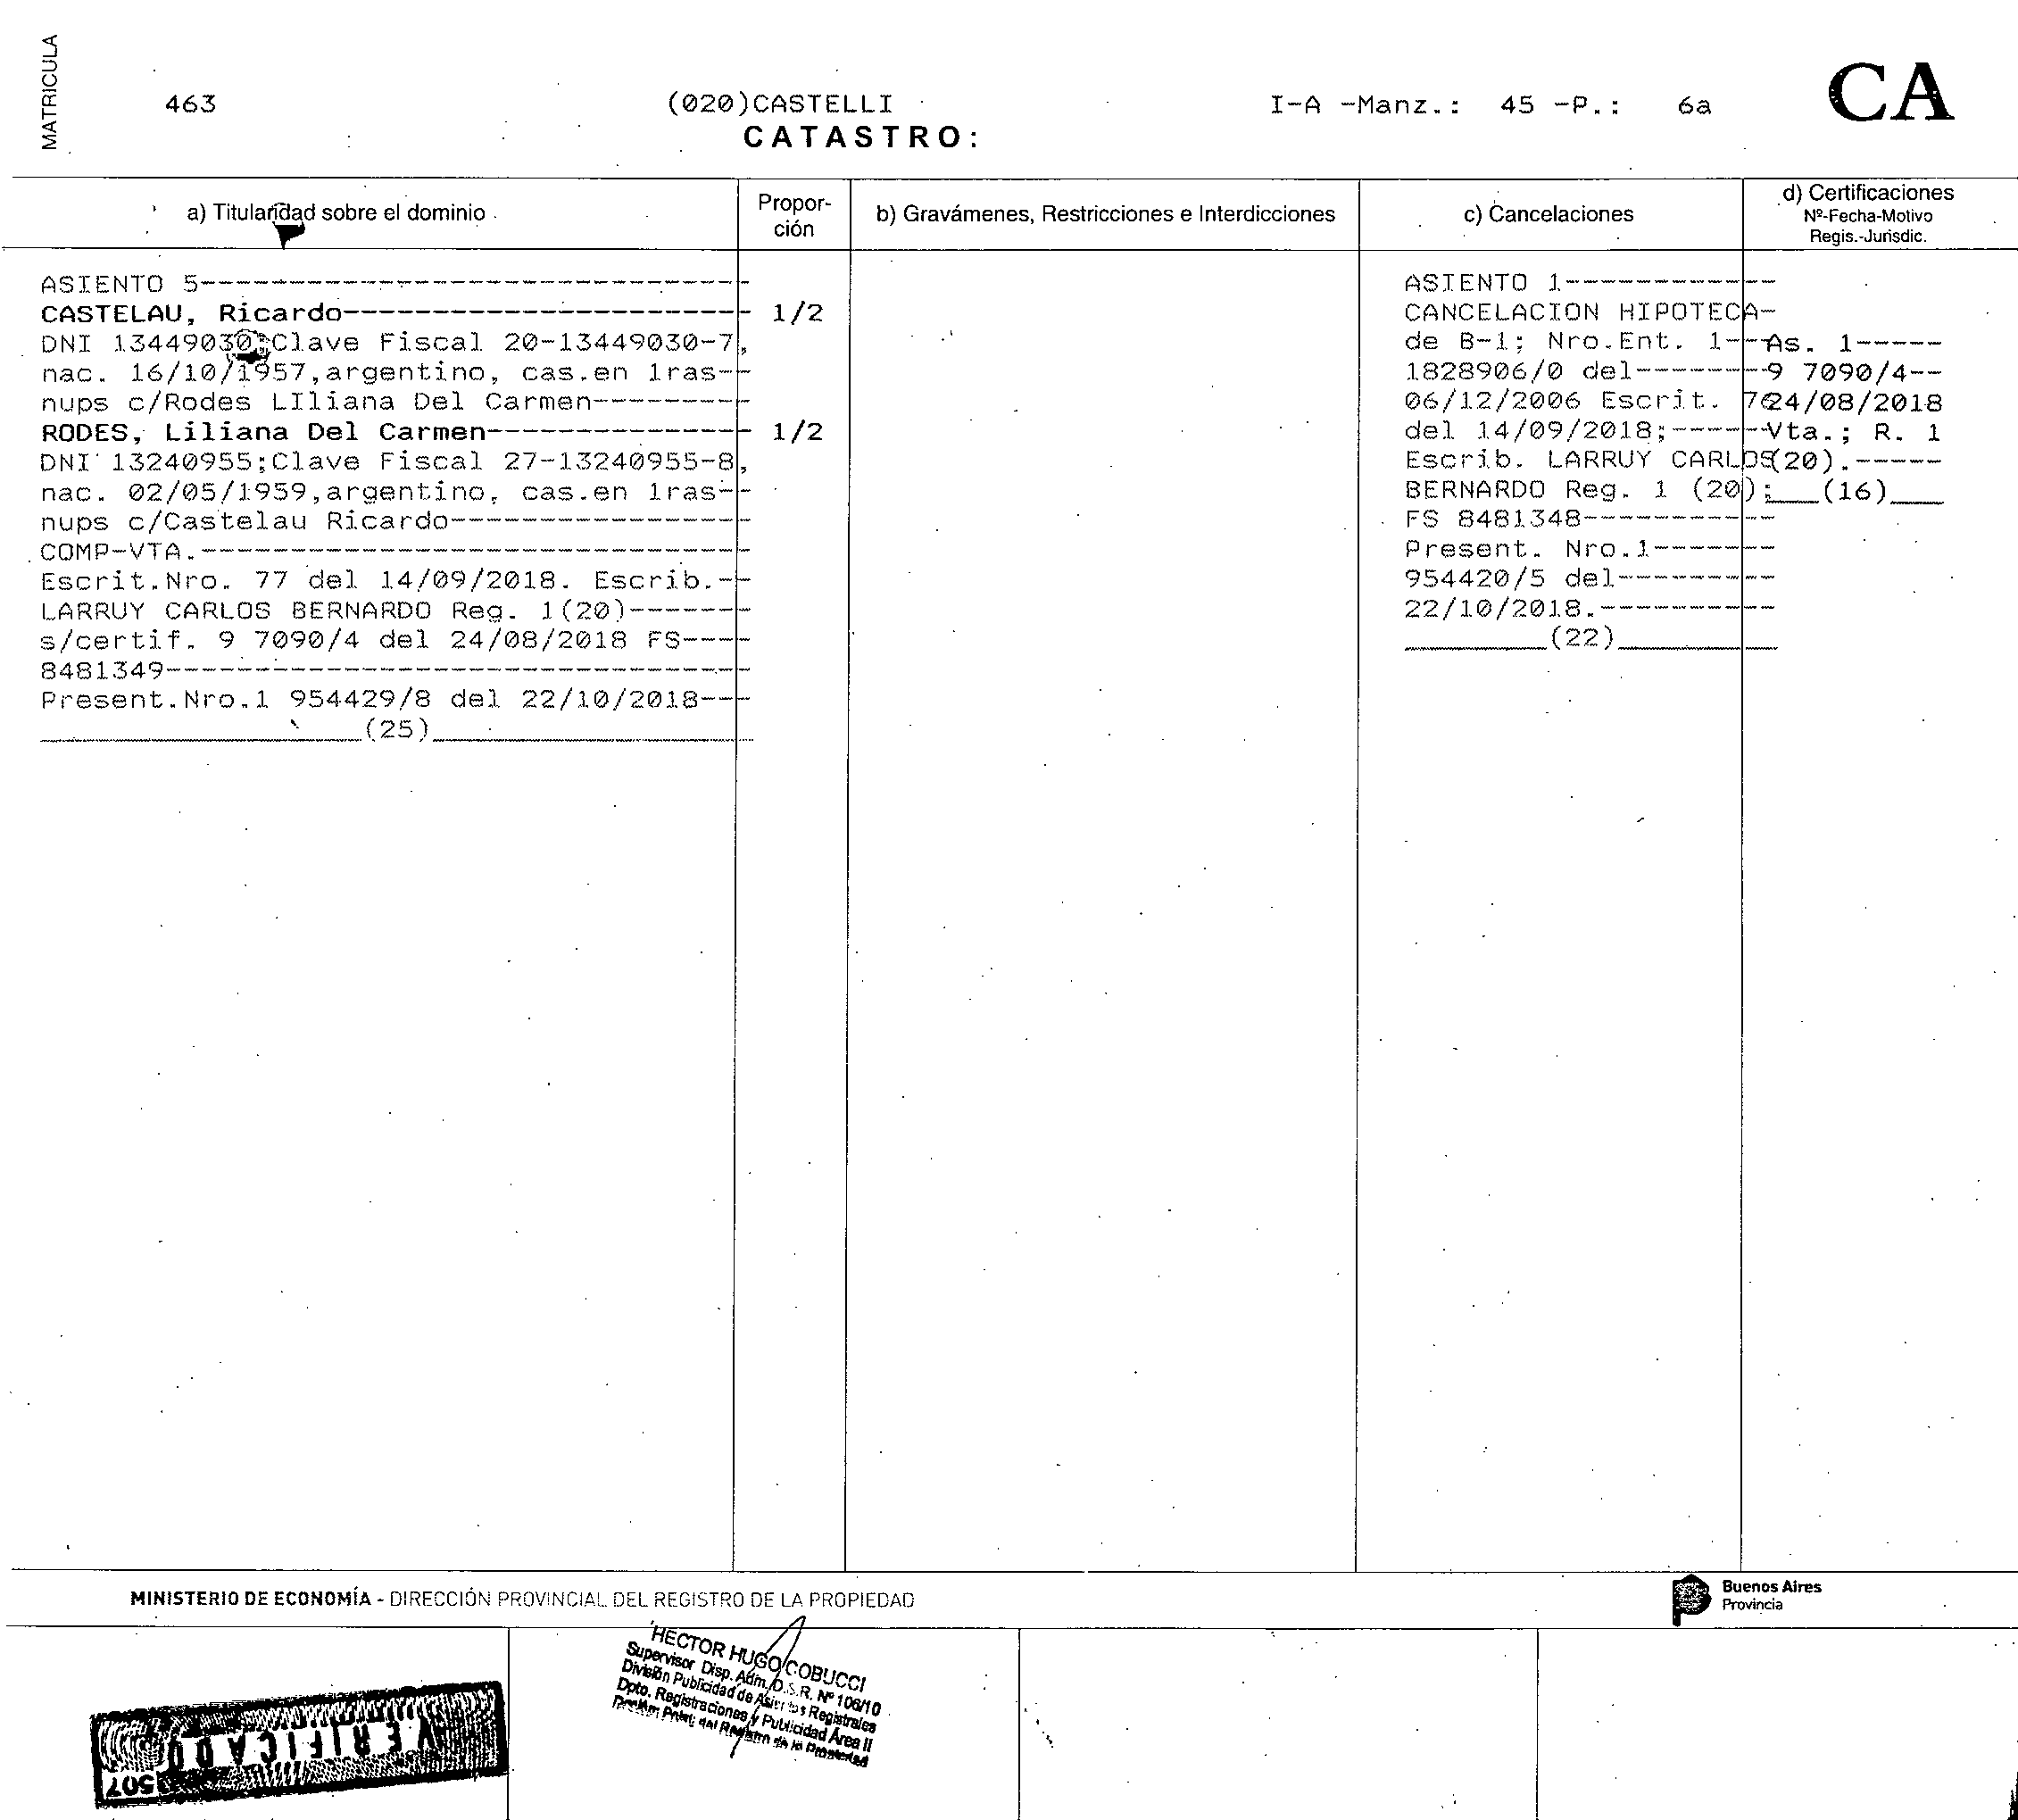 MATRICULA
463
(020)CASTELLI
I-A -Manz.: 45 -P.: 6a
CA
CATASTRO:
a) Titularidad sobre el dominio
Propor-
ción
b) Gravámenes, Restricciones e Interdicciones
c) Cancelaciones
d) Certificaciones
Nº-Fecha-Motivo
Regis.-Jurisdic.
ASIENTO 5-------------------------------
CASTELAU, Ricardo----------------------- 1/2
DNI 13449030;Clave Fiscal 20-13449030-7,
nac. 16/10/1957,argentino, cas.en 1ras--
nups c/Rodes LIliana Del Carmen---------
RODES, Liliana Del Carmen--------------- 1/2
DNI 13240955;Clave Fiscal 27-13240955-8,
nac. 02/05/1959,argentino, cas.en 1ras--
nups c/Castelau Ricardo-----------------
COMP-VTA.-------------------------------
Escrit.Nro. 77 del 14/09/2018. Escrib.--
LARRUY CARLOS BERNARDO Reg. 1(20)-------
s/certif. 9 7090/4 del 24/08/2018 FS----
8481349---------------------------------
Present.Nro.1 954429/8 del 22/10/2018---
__________________(25)__________________
ASIENTO 1------------
CANCELACION HIPOTECA-
de B-1; Nro.Ent. 1---
1828906/0 del--------
06/12/2006 Escrit. 76
del 14/09/2018;------
Escrib. LARRUY CARLOS
BERNARDO Reg. 1 (20);
FS 8481348-----------
Present. Nro.1-------
954420/5 del---------
22/10/2018.----------
________(22)_________
As. 1-----
9 7090/4--
24/08/2018
Vta.; R. 1
(20).-----
___(16)___
MINISTERIO DE ECONOMÍA - DIRECCIÓN PROVINCIAL DEL REGISTRO DE LA PROPIEDAD
Buenos Aires
Provincia
HECTOR HUGO COBUCCI
Supervisor Disp. Adm. D.S.R. Nº 106/10
División Publicidad de Asientos Registrales
Dpto. Registraciones y Publicidad Área II
Prov. del Registro de la Propiedad
VERIFICADO
507